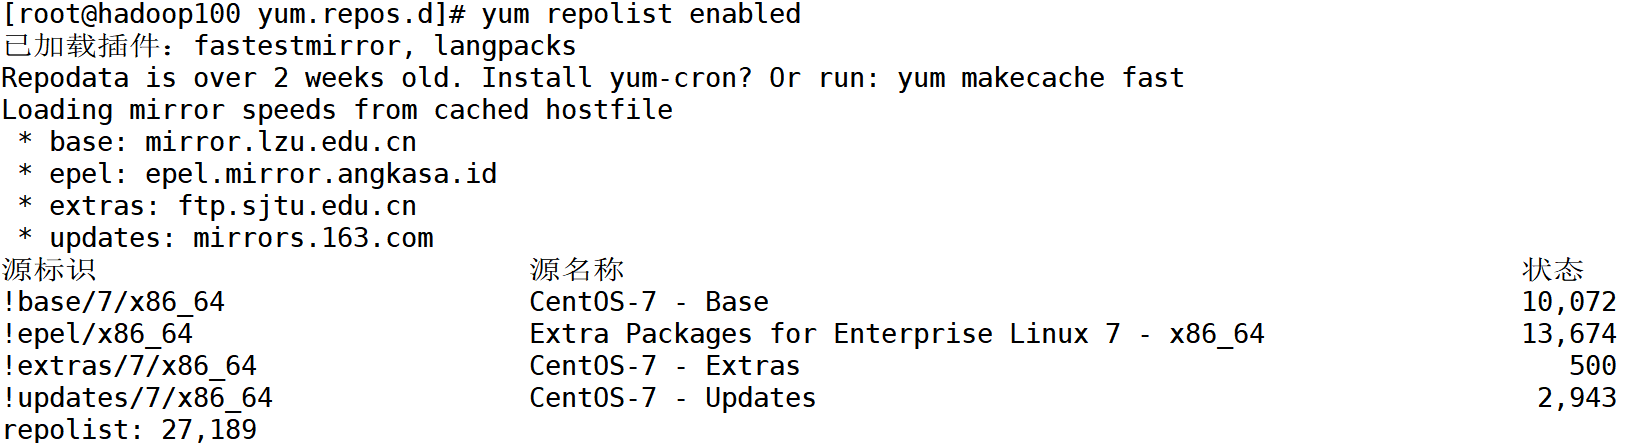 [root@hadoop100 yum.repos.d]# yum repolist enabled
已加载插件：fastestmirror, langpacks
Repodata is over 2 weeks old. Install yum-cron? Or run: yum makecache fast
Loading mirror speeds from cached hostfile
 * base: mirror.lzu.edu.cn
 * epel: epel.mirror.angkasa.id
 * extras: ftp.sjtu.edu.cn
 * updates: mirrors.163.com
源标识 源名称 状态
!base/7/x86_64 CentOS-7 - Base 10,072
!epel/x86_64 Extra Packages for Enterprise Linux 7 - x86_64 13,674
!extras/7/x86_64 CentOS-7 - Extras 500
!updates/7/x86_64 CentOS-7 - Updates 2,943
repolist: 27,189